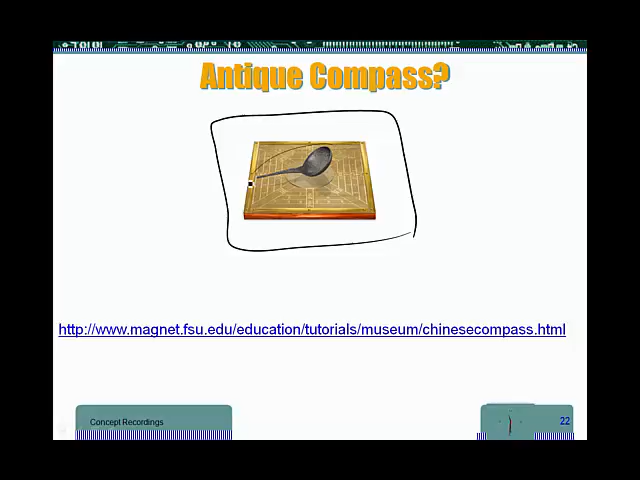 Antique Compass?
http://www.magnet.fsu.edu/education/tutorials/museum/chinesecompass.html
Concept Recordings
22